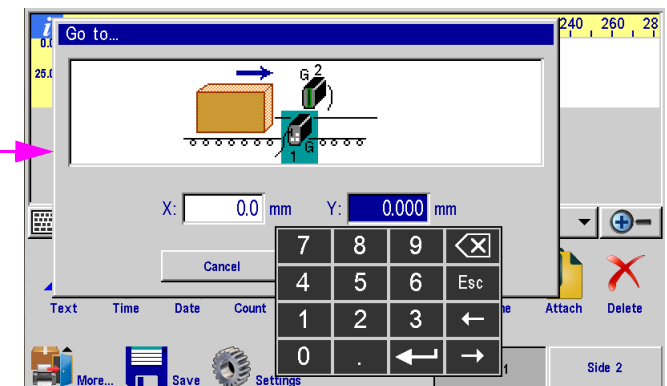 i
240 260 28
Go to...
0.0
25.0
G 2
1 G
X: 0.0 mm Y: 0.000 mm
Cancel
7 8 9
4 5 6 Esc
1 2 3 ←
0 . →
Text Time Date Count Attach Delete
More... Save Settings Side 2